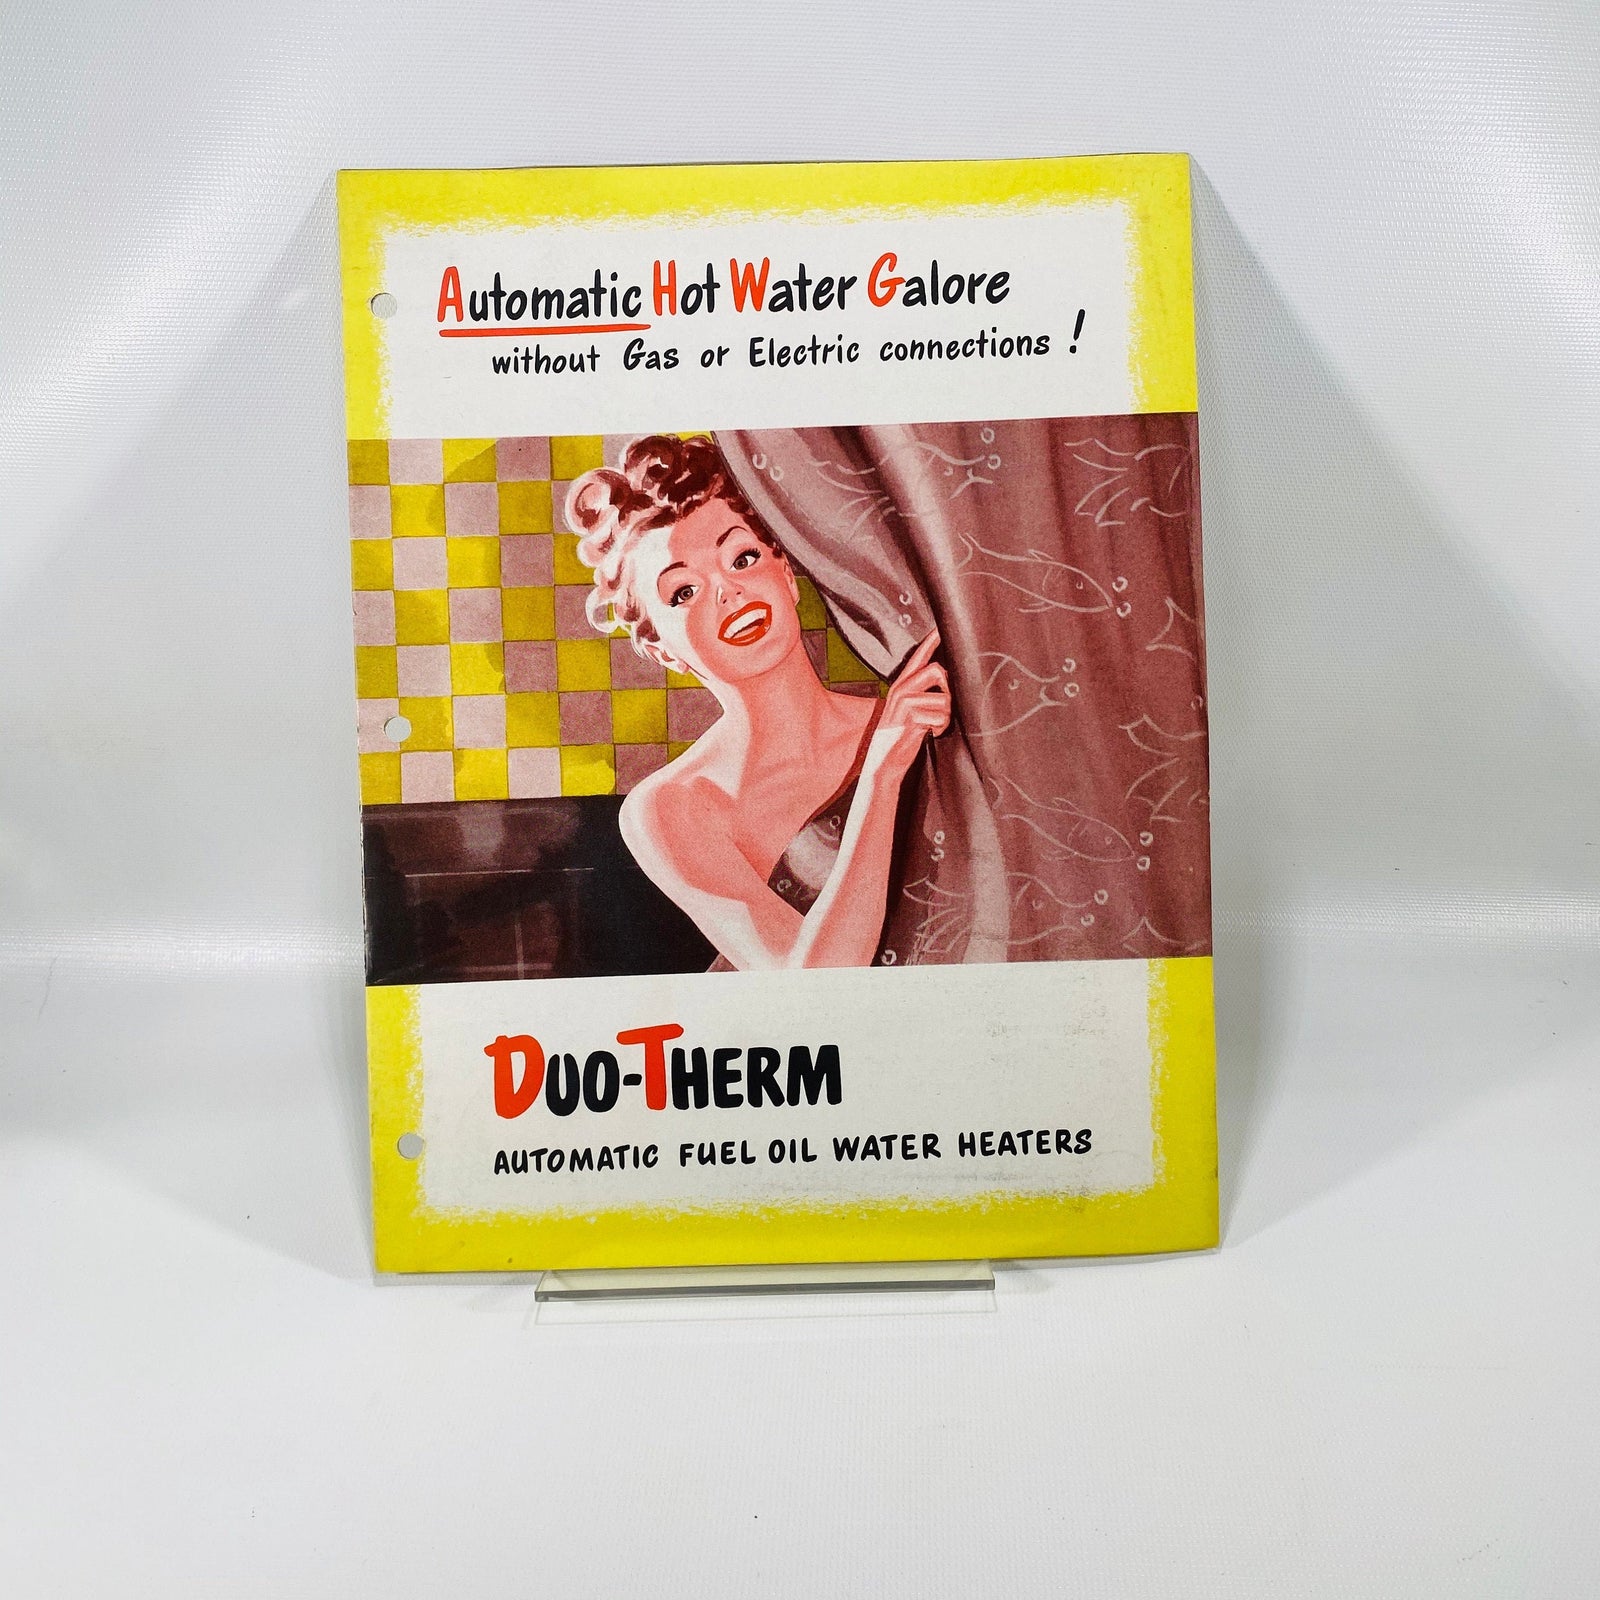 Automatic Hot Water Galore
without Gas or Electric connections!
DUO-THERM
AUTOMATIC FUEL OIL WATER HEATERS